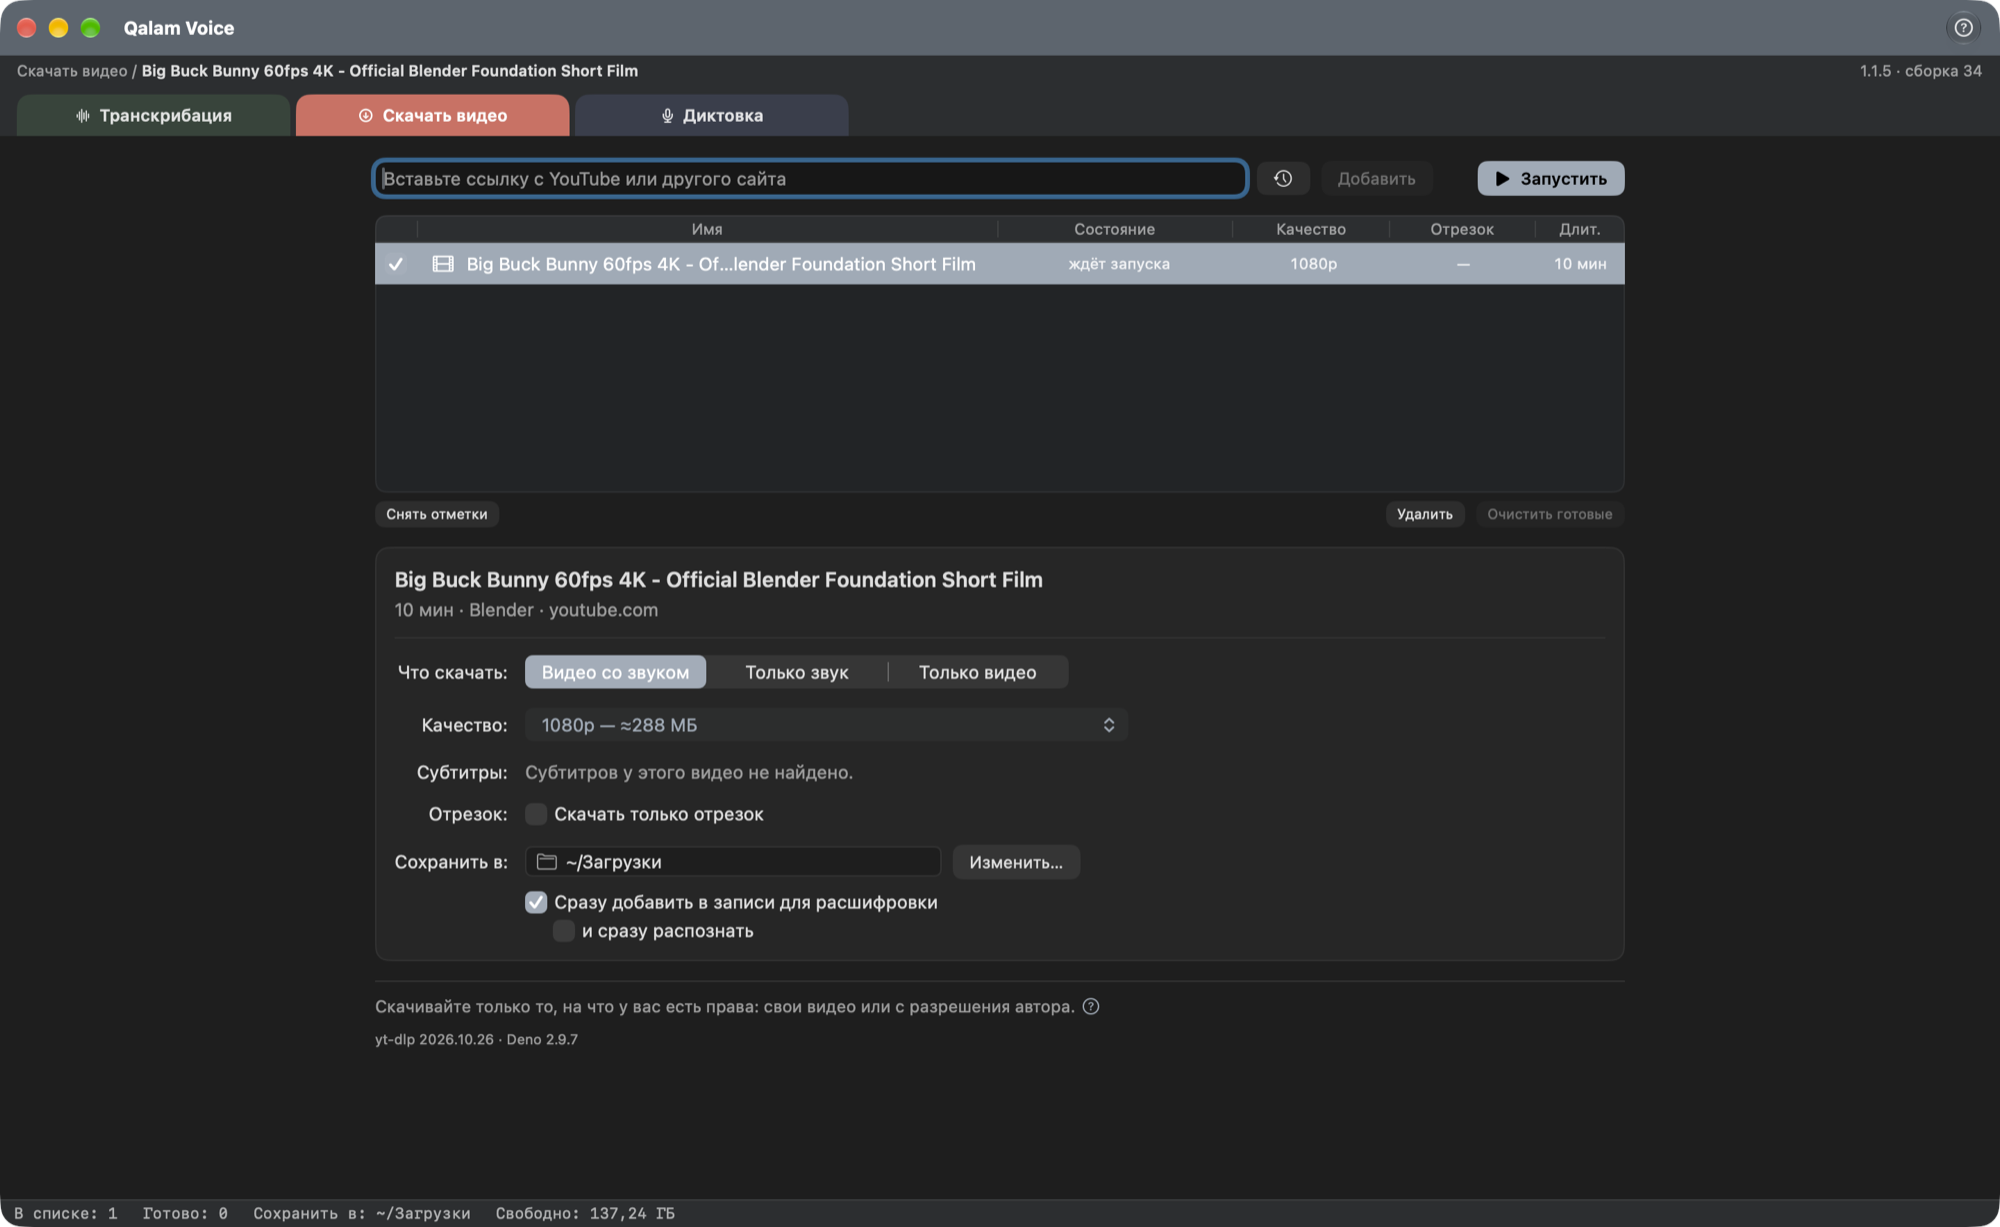 Qalam Voice
Скачать видео / Big Buck Bunny 60fps 4K - Official Blender Foundation Short Film
1.1.5 · сборка 34
Транскрибация
Скачать видео
Диктовка
Вставьте ссылку с YouTube или другого сайта
Добавить
Запустить
Имя Состояние Качество Отрезок Длит.
Big Buck Bunny 60fps 4K - Of...lender Foundation Short Film ждёт запуска 1080p — 10 мин
Снять отметки
Удалить
Очистить готовые
Big Buck Bunny 60fps 4K - Official Blender Foundation Short Film
10 мин · Blender · youtube.com
Что скачать: Видео со звуком Только звук Только видео
Качество: 1080p — ≈288 МБ
Субтитры: Субтитров у этого видео не найдено.
Отрезок: Скачать только отрезок
Сохранить в: ~/Загрузки Изменить...
Сразу добавить в записи для расшифровки
и сразу распознать
Скачивайте только то, на что у вас есть права: свои видео или с разрешения автора.
yt-dlp 2026.10.26 · Deno 2.9.7
В списке: 1 Готово: 0 Сохранить в: ~/Загрузки Свободно: 137,24 ГБ